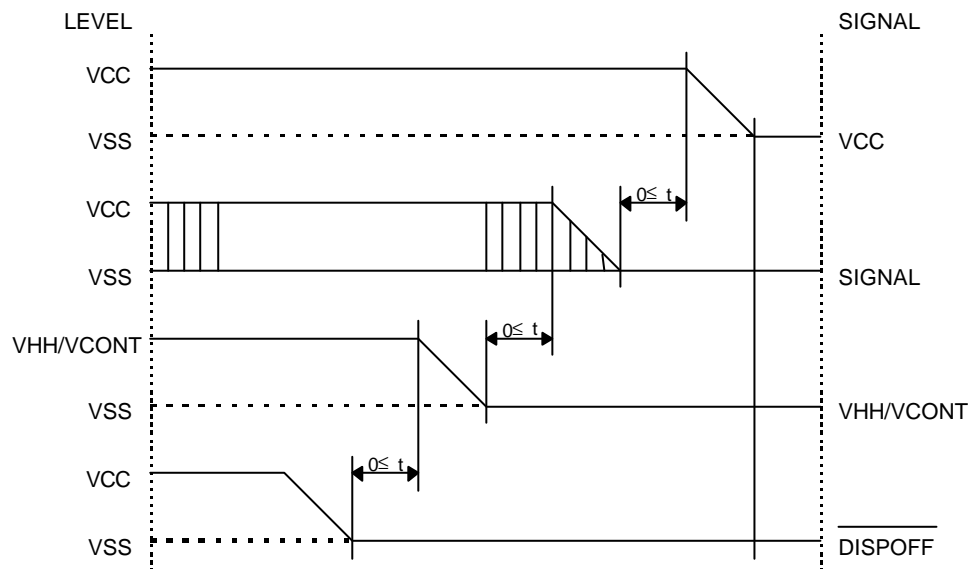 LEVEL SIGNAL
VCC
VSS VCC
0≤ t
VCC
VSS SIGNAL
0≤ t
VHH/VCONT
VSS VHH/VCONT
0≤ t
VCC
VSS DISPOFF